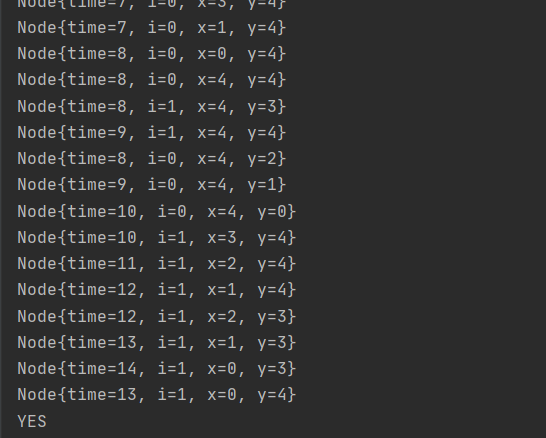 Node{time=7, i=0, x=3, y=4}
Node{time=7, i=0, x=1, y=4}
Node{time=8, i=0, x=0, y=4}
Node{time=8, i=0, x=4, y=4}
Node{time=8, i=1, x=4, y=3}
Node{time=9, i=1, x=4, y=4}
Node{time=8, i=0, x=4, y=2}
Node{time=9, i=0, x=4, y=1}
Node{time=10, i=0, x=4, y=0}
Node{time=10, i=1, x=3, y=4}
Node{time=11, i=1, x=2, y=4}
Node{time=12, i=1, x=1, y=4}
Node{time=12, i=1, x=2, y=3}
Node{time=13, i=1, x=1, y=3}
Node{time=14, i=1, x=0, y=3}
Node{time=13, i=1, x=0, y=4}
YES